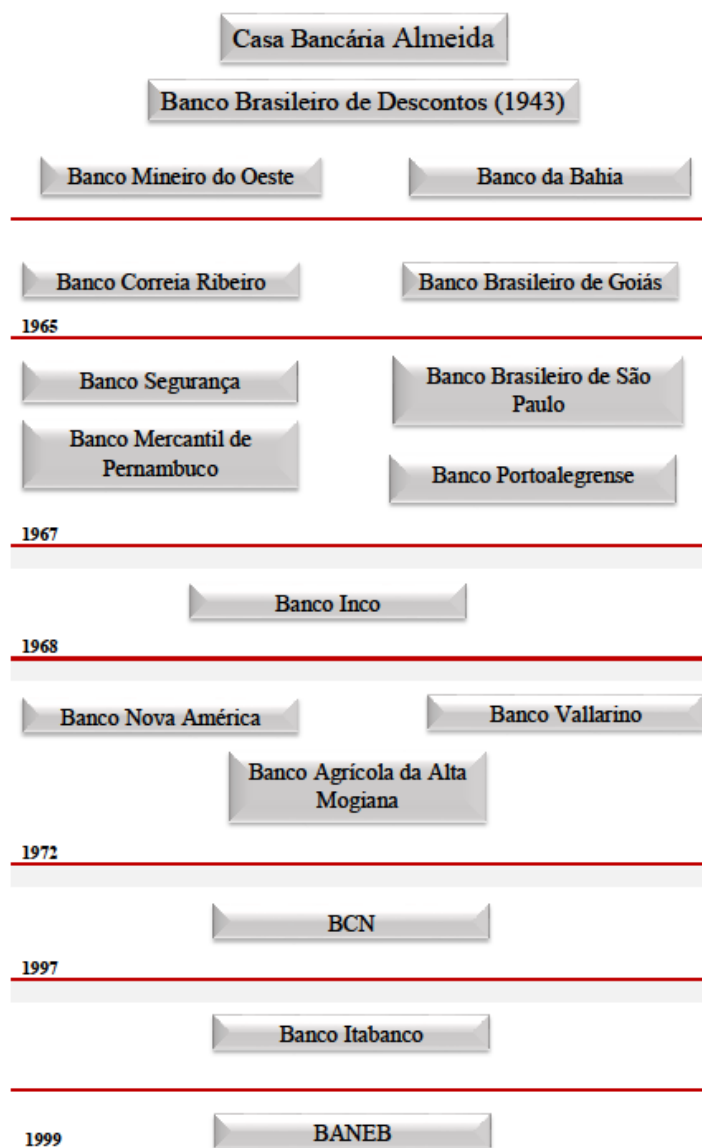 Casa Bancária Almeida
Banco Brasileiro de Descontos (1943)
Banco Mineiro do Oeste
Banco da Bahia
Banco Correia Ribeiro
Banco Brasileiro de Goiás
1965
Banco Segurança
Banco Brasileiro de São
Paulo
Banco Mercantil de
Pernambuco
Banco Portoalegrense
1967
Banco Inco
1968
Banco Nova América
Banco Vallarino
Banco Agrícola da Alta
Mogiana
1972
BCN
1997
Banco Itabanco
BANEB
1999